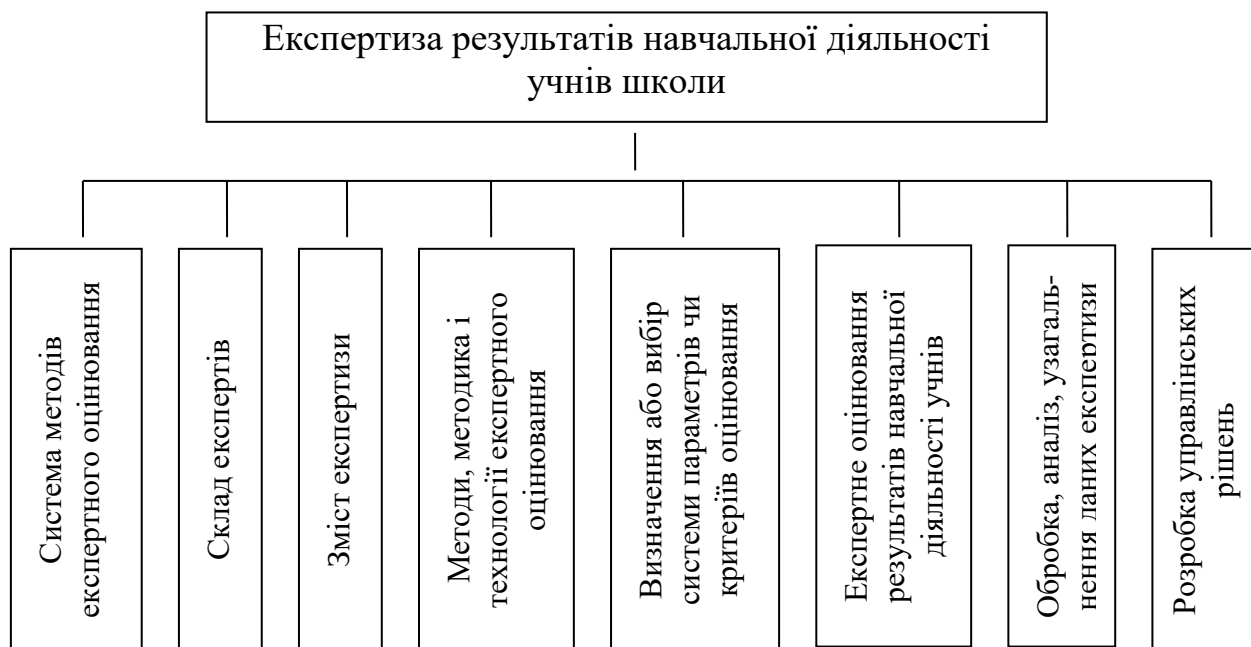 Експертиза результатів навчальної діяльності
учнів школи
Система методів
експертного оцінювання
Склад експертів
Зміст експертизи
Методи, методика і
технології експертного
оцінювання
Визначення або вибір
системи параметрів чи
критеріїв оцінювання
Експертне оцінювання
результатів навчальної
діяльності учнів
Обробка, аналіз, узагаль-
нення даних експертизи
Розробка управлінських
рішень